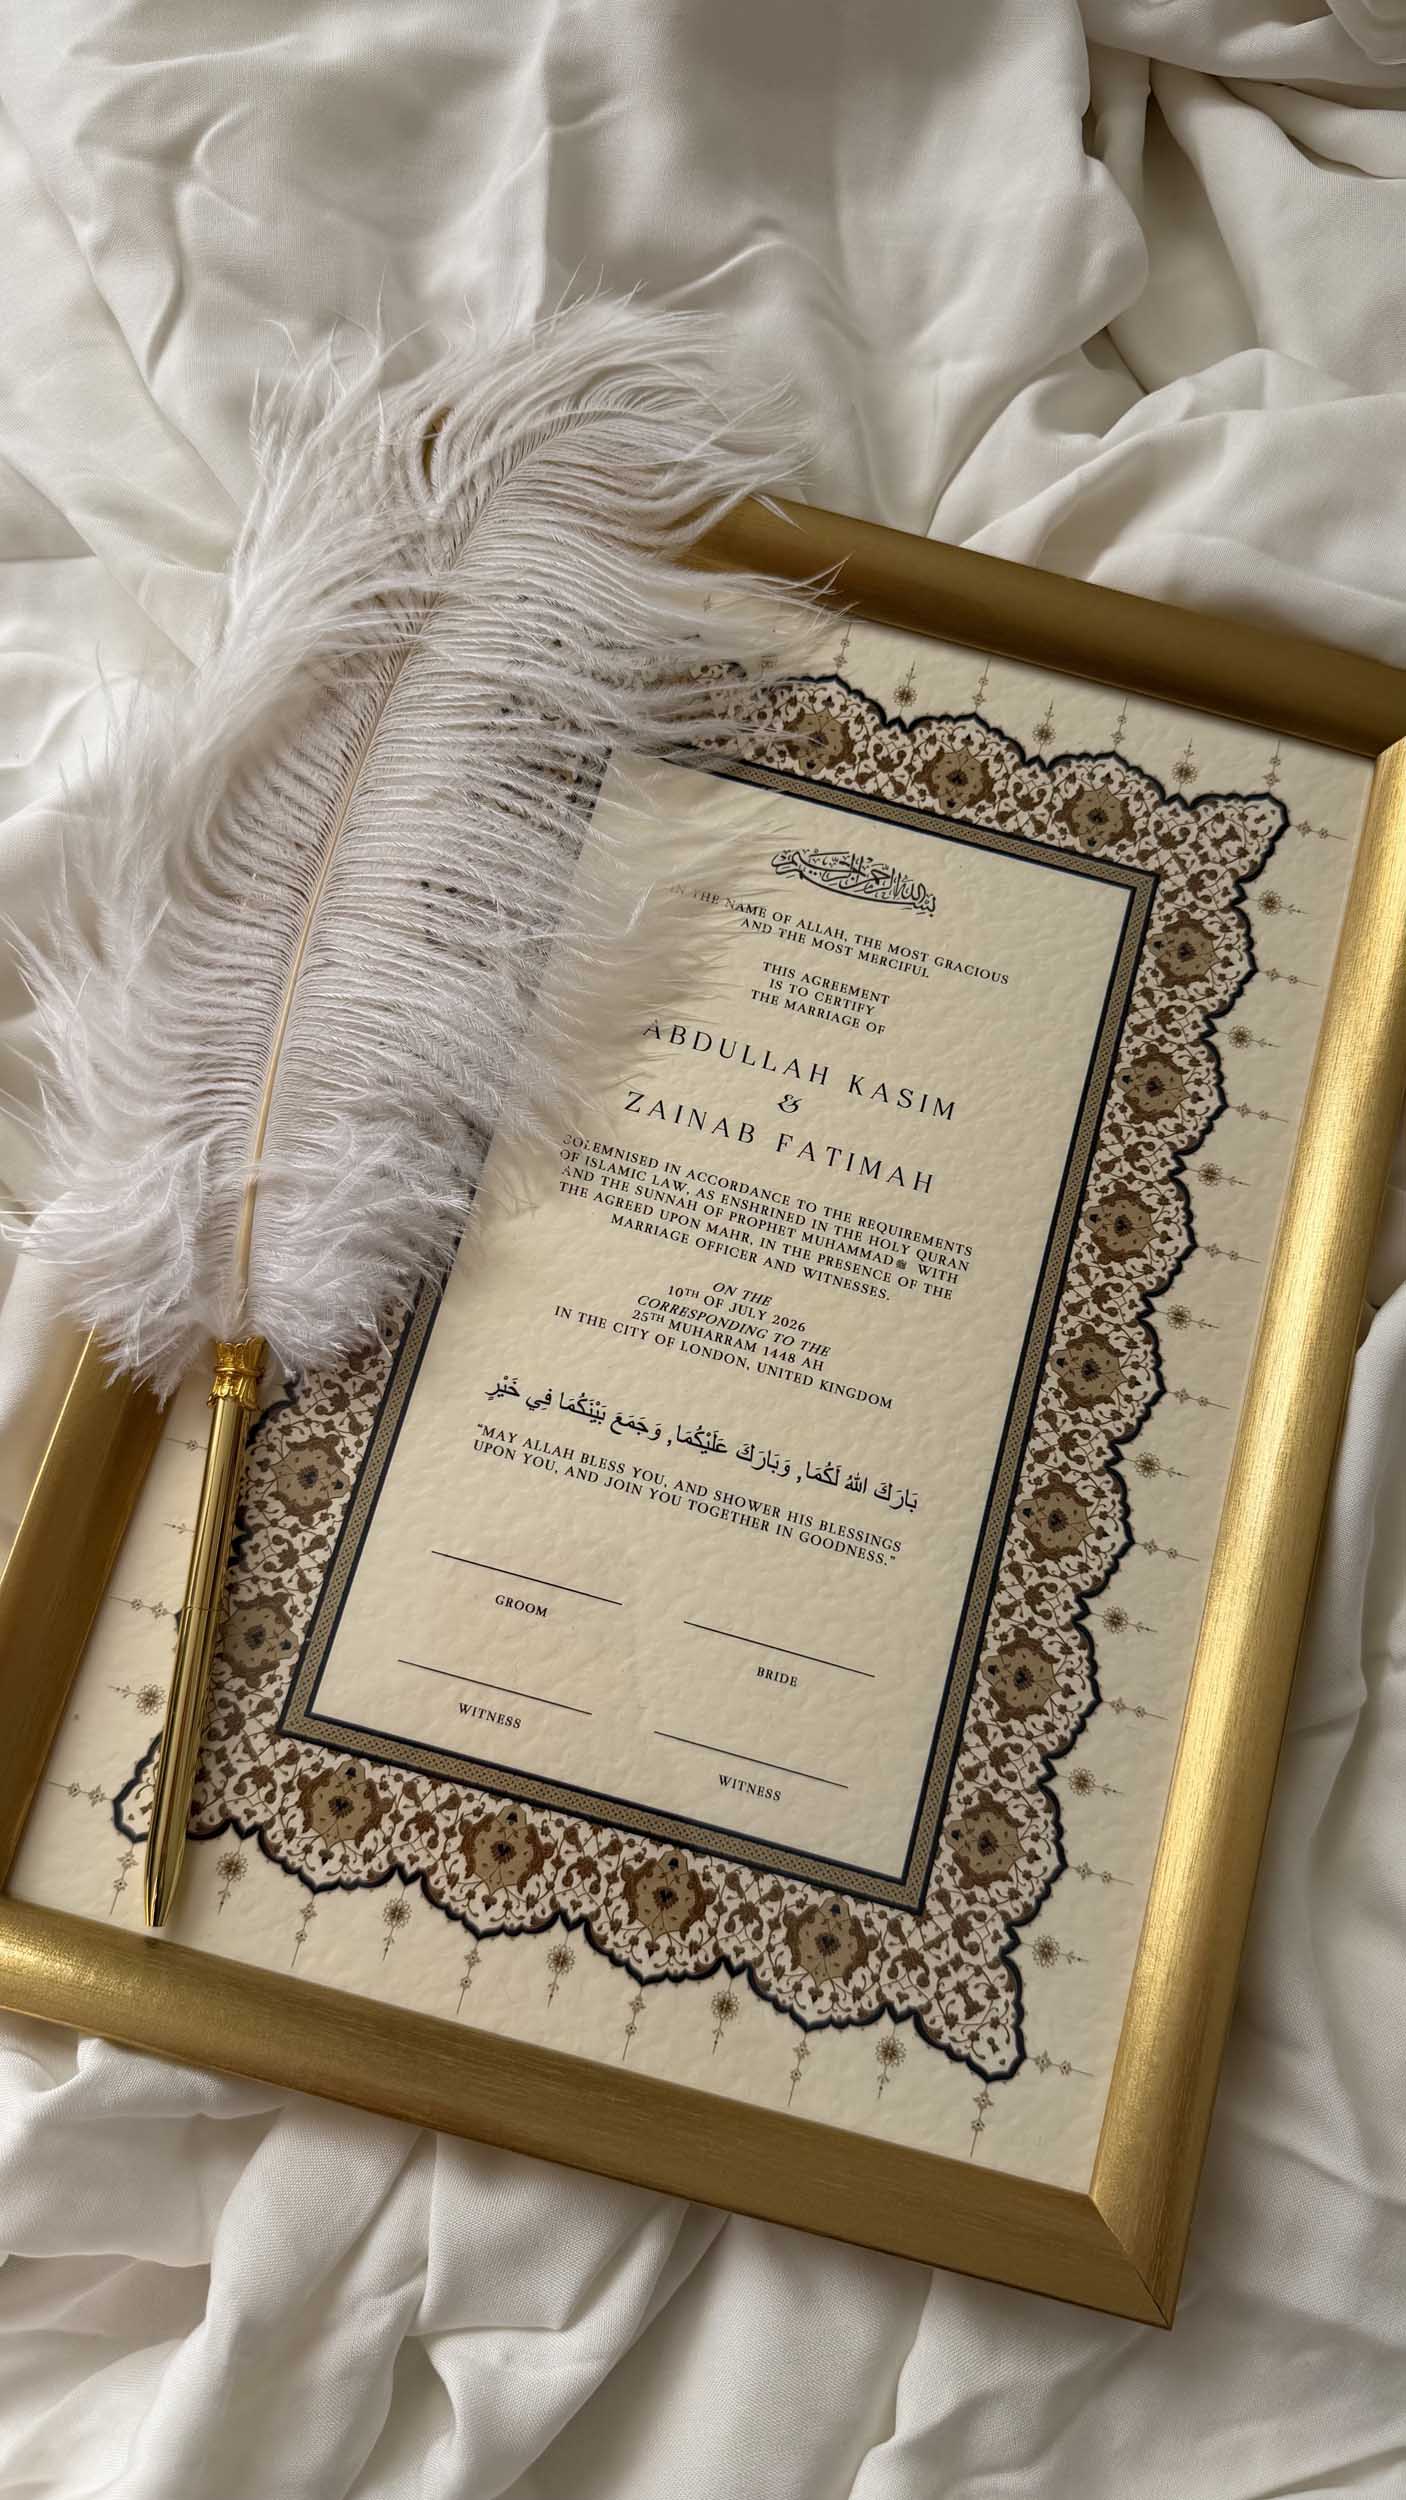 بسم الله الرحمن الرحيم
IN THE NAME OF ALLAH, THE MOST GRACIOUS
AND THE MOST MERCIFUL
THIS AGREEMENT
IS TO CERTIFY
THE MARRIAGE OF
ABDULLAH KASIM
&
ZAINAB FATIMAH
SOLEMNISED IN ACCORDANCE TO THE REQUIREMENTS
OF ISLAMIC LAW, AS ENSHRINED IN THE HOLY QURAN
AND THE SUNNAH OF PROPHET MUHAMMAD ﷺ WITH
THE AGREED UPON MAHR, IN THE PRESENCE OF THE
MARRIAGE OFFICER AND WITNESSES.
ON THE
10TH OF JULY 2026
CORRESPONDING TO THE
25TH MUHARRAM 1448 AH
IN THE CITY OF LONDON, UNITED KINGDOM
بَارَكَ اللهُ لَكُمَا, وَبَارَكَ عَلَيْكُمَا, وَجَمَعَ بَيْنَكُمَا فِي خَيْرٍ
"MAY ALLAH BLESS YOU, AND SHOWER HIS BLESSINGS
UPON YOU, AND JOIN YOU TOGETHER IN GOODNESS."
GROOM
BRIDE
WITNESS
WITNESS